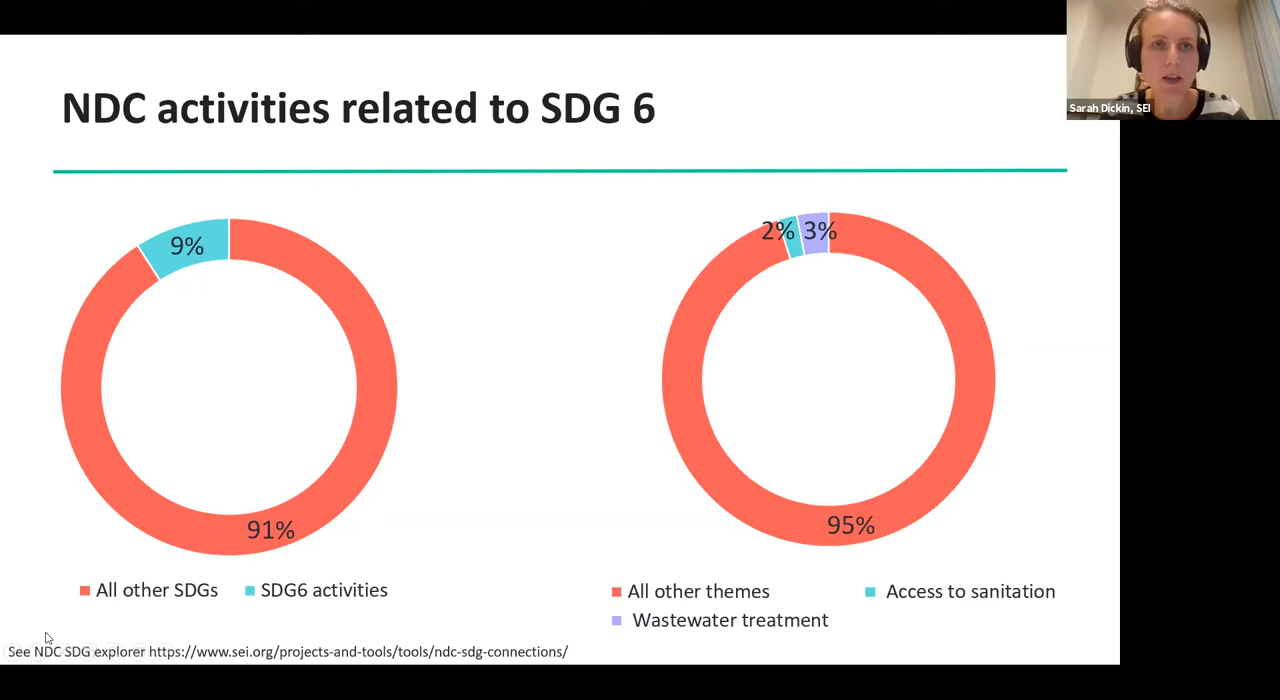 NDC activities related to SDG 6
Sarah Dickin, SEI
9%
91%
All other SDGs
SDG6 activities
2%
3%
95%
All other themes
Access to sanitation
Wastewater treatment
See NDC SDG explorer https://www.sei.org/projects-and-tools/tools/ndc-sdg-connections/